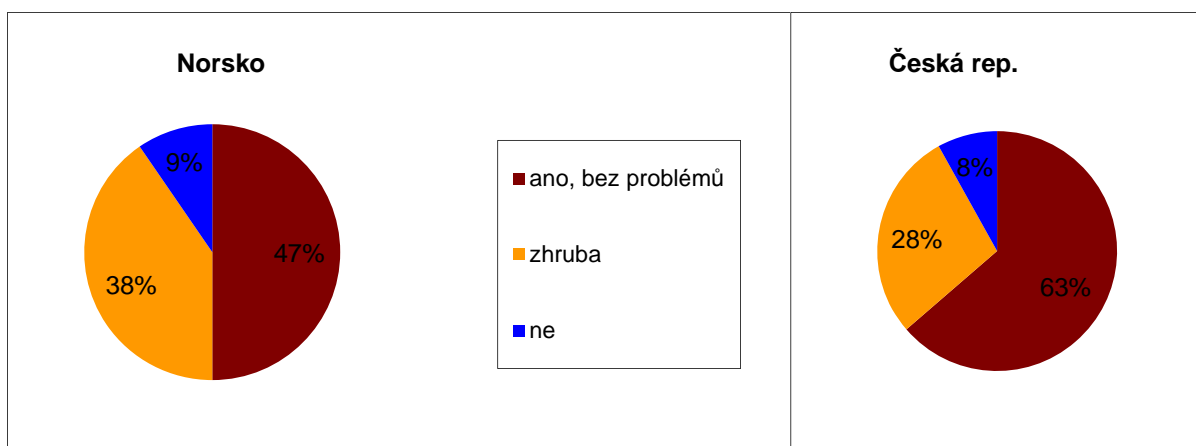 Norsko
9%
47%
38%
ano, bez problémů
zhruba
ne
Česká rep.
8%
28%
63%